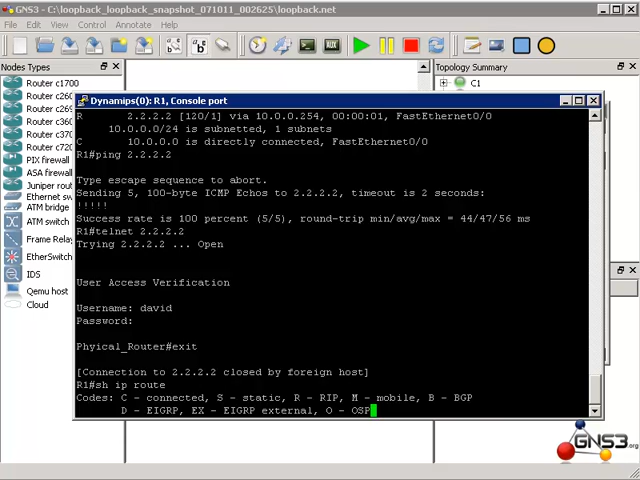 GNS3 - G:\loopback_loopback_snapshot_071011_002625\loopback.net
File Edit View Control Annotate Help
Nodes Types
Topology Summary
Router c1700
Router c260
Router c269
Router c360
Router c37
Router c72
PIX firewall
ASA firewall
Juniper route
Ethernet sw
ATM bridge
ATM switch
Frame Relay
EtherSwitch
IDS
Qemu host
Cloud
C1
Dynamips(0): R1, Console port
R 2.2.2.2 [120/1] via 10.0.0.254, 00:00:01, FastEthernet0/0
10.0.0.0/24 is subnetted, 1 subnets
C 10.0.0.0 is directly connected, FastEthernet0/0
R1#ping 2.2.2.2
Type escape sequence to abort.
Sending 5, 100-byte ICMP Echos to 2.2.2.2, timeout is 2 seconds:
!!!!!
Success rate is 100 percent (5/5), round-trip min/avg/max = 44/47/56 ms
R1#telnet 2.2.2.2
Trying 2.2.2.2 ... Open
User Access Verification
Username: david
Password:
Phyical_Router#exit
[Connection to 2.2.2.2 closed by foreign host]
R1#sh ip route
Codes: C - connected, S - static, R - RIP, M - mobile, B - BGP
D - EIGRP, EX - EIGRP external, O - OSP
GNS3